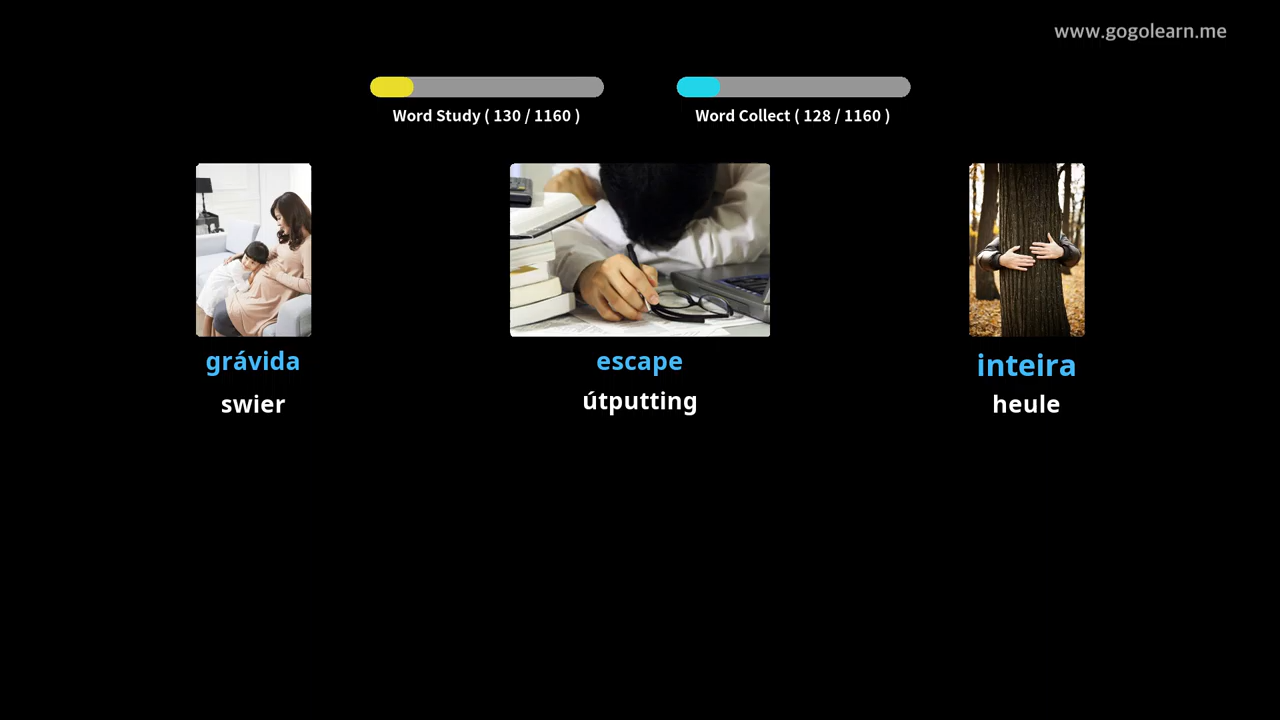 www.gogolearn.me
Word Study ( 130 / 1160 )
Word Collect ( 128 / 1160 )
grávida
swier
escape
útputting
inteira
heule